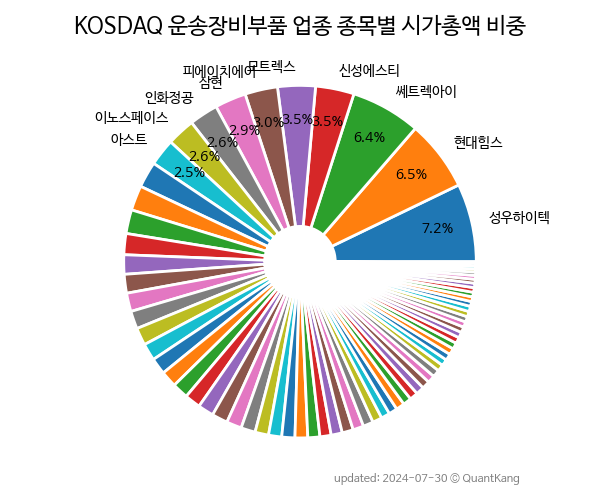 KOSDAQ 운송장비부품 업종 종목별 시가총액 비중
피에이치에이
모트렉스
신성에스티
삼현
쎄트렉아이
인화정공
이노스페이스
아스트
현대힘스
성우하이텍
3.5%
3.5%
3.0%
2.9%
6.4%
2.6%
2.6%
2.5%
6.5%
7.2%
updated: 2024-07-30 © QuantKang